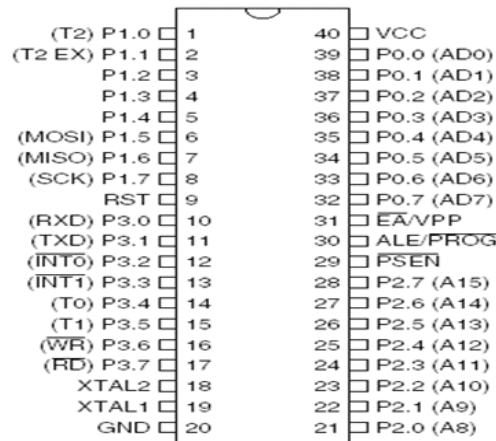 (T2) P1.0 1 40 VCC
(T2 EX) P1.1 2 39 P0.0 (AD0)
P1.2 3 38 P0.1 (AD1)
P1.3 4 37 P0.2 (AD2)
P1.4 5 36 P0.3 (AD3)
(MOSI) P1.5 6 35 P0.4 (AD4)
(MISO) P1.6 7 34 P0.5 (AD5)
(SCK) P1.7 8 33 P0.6 (AD6)
RST 9 32 P0.7 (AD7)
(RXD) P3.0 10 31 E̅A̅/VPP
(TXD) P3.1 11 30 ALE/P̅R̅O̅G̅
(I̅N̅T̅0̅) P3.2 12 29 P̅S̅E̅N̅
(I̅N̅T̅1̅) P3.3 13 28 P2.7 (A15)
(T0) P3.4 14 27 P2.6 (A14)
(T1) P3.5 15 26 P2.5 (A13)
(W̅R̅) P3.6 16 25 P2.4 (A12)
(R̅D̅) P3.7 17 24 P2.3 (A11)
XTAL2 18 23 P2.2 (A10)
XTAL1 19 22 P2.1 (A9)
GND 20 21 P2.0 (A8)